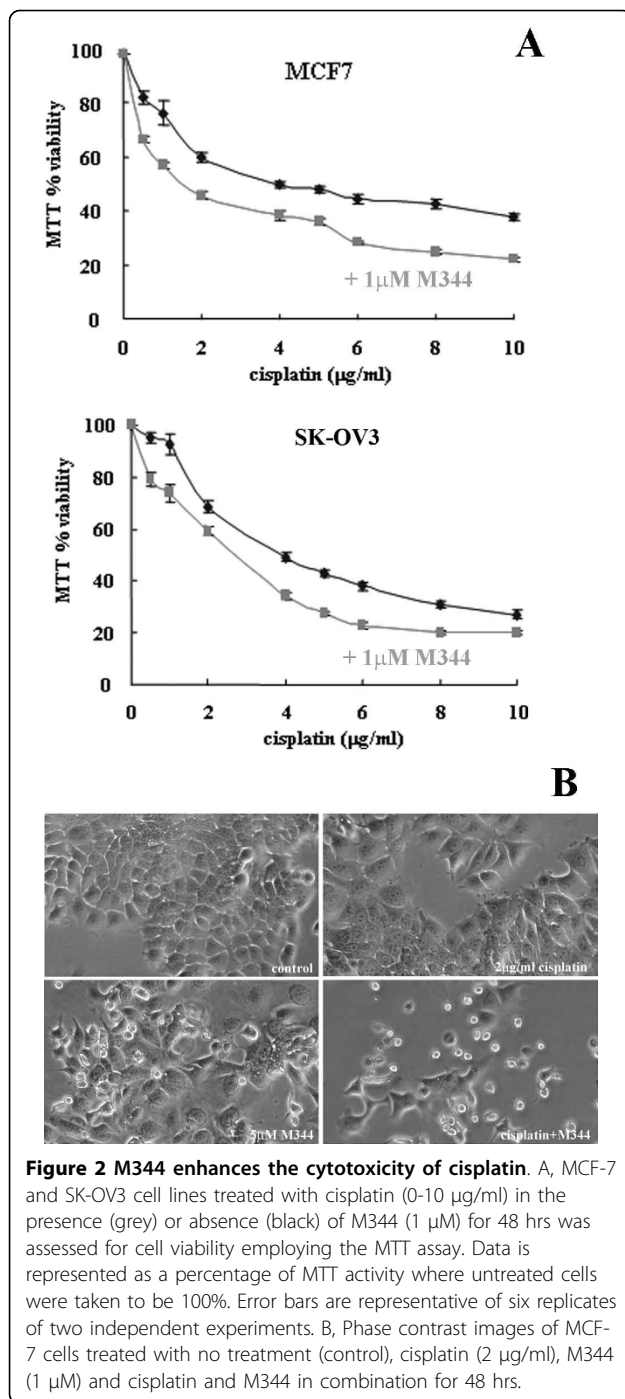 A
MCF7
100
80
60
40
20
0
MTT % viability
+ 1μM M344
0 2 4 6 8 10
cisplatin (μg/ml)
SK-OV3
100
80
60
40
20
0
MTT % viability
+ 1μM M344
0 2 4 6 8 10
cisplatin (μg/ml)
B
control
2μg/ml cisplatin
5μM M344
cisplatin+M344
Figure 2 M344 enhances the cytotoxicity of cisplatin. A, MCF-7
and SK-OV3 cell lines treated with cisplatin (0-10 μg/ml) in the
presence (grey) or absence (black) of M344 (1 μM) for 48 hrs was
assessed for cell viability employing the MTT assay. Data is
represented as a percentage of MTT activity where untreated cells
were taken to be 100%. Error bars are representative of six replicates
of two independent experiments. B, Phase contrast images of MCF-
7 cells treated with no treatment (control), cisplatin (2 μg/ml), M344
(1 μM) and cisplatin and M344 in combination for 48 hrs.